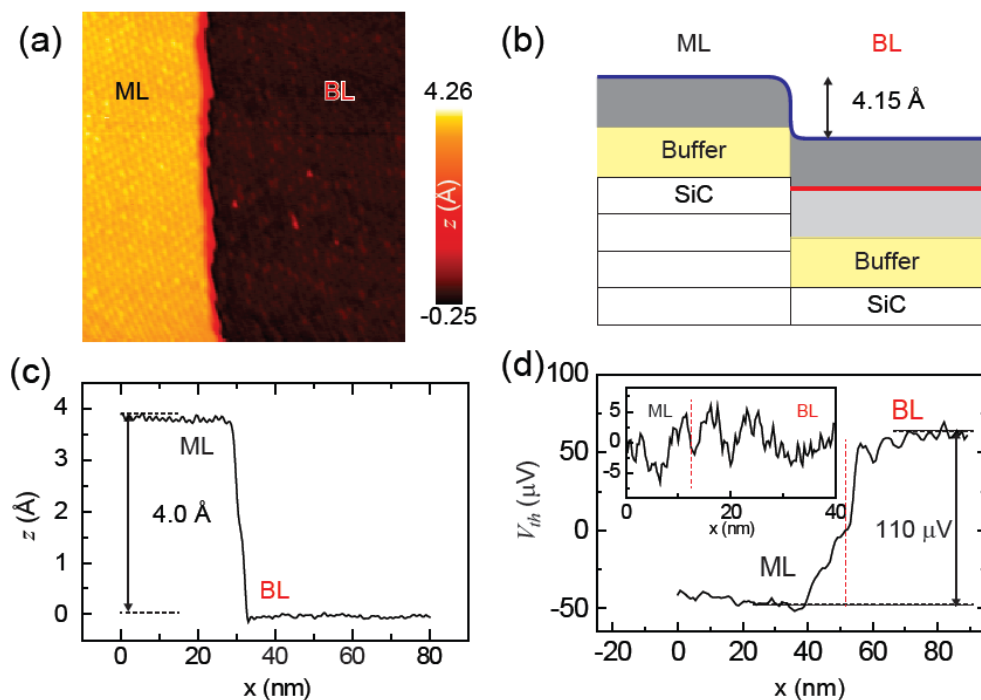 (a)
ML
BL
4.26
z (Å)
-0.25
(b)
ML
BL
4.15 Å
Buffer
SiC
Buffer
SiC
(c)
4
3
2
1
0
z (Å)
ML
4.0 Å
BL
0 20 40 60 80
x (nm)
(d)
100
50
0
-50
V_th (μV)
5
0
-5
ML
BL
0 20 40
x (nm)
BL
110 μV
ML
-20 0 20 40 60 80 100
x (nm)